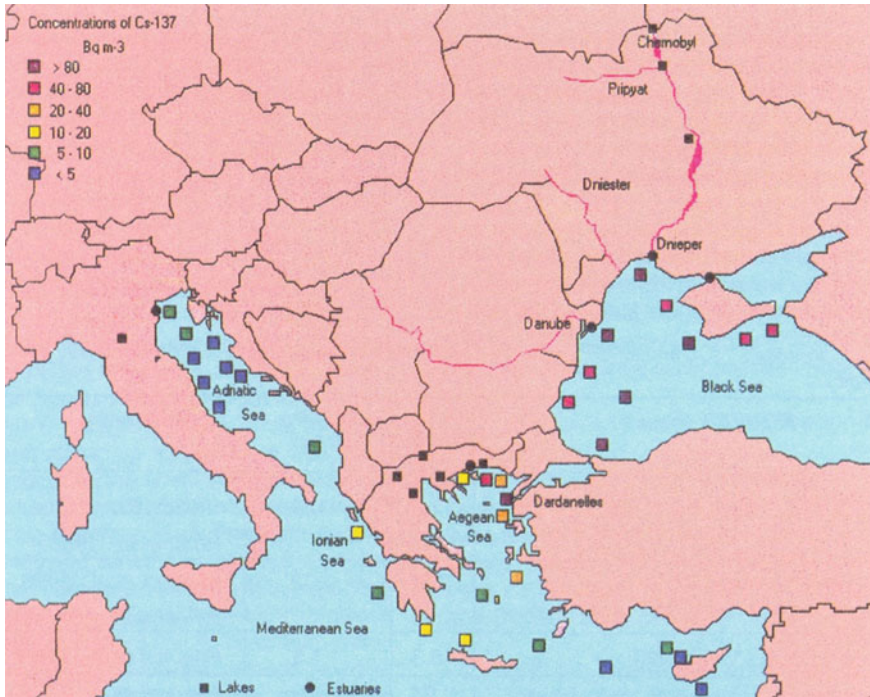 Concentrations of Cs-137
Bq m-3
> 80
40 - 80
20 - 40
10 - 20
5 - 10
< 5
Chernobyl
Pripyat
Dniester
Dnieper
Danube
Black Sea
Adriatic
Sea
Dardanelles
Aegean
Sea
Ionian
Sea
Mediterranean Sea
Lakes
Estuaries